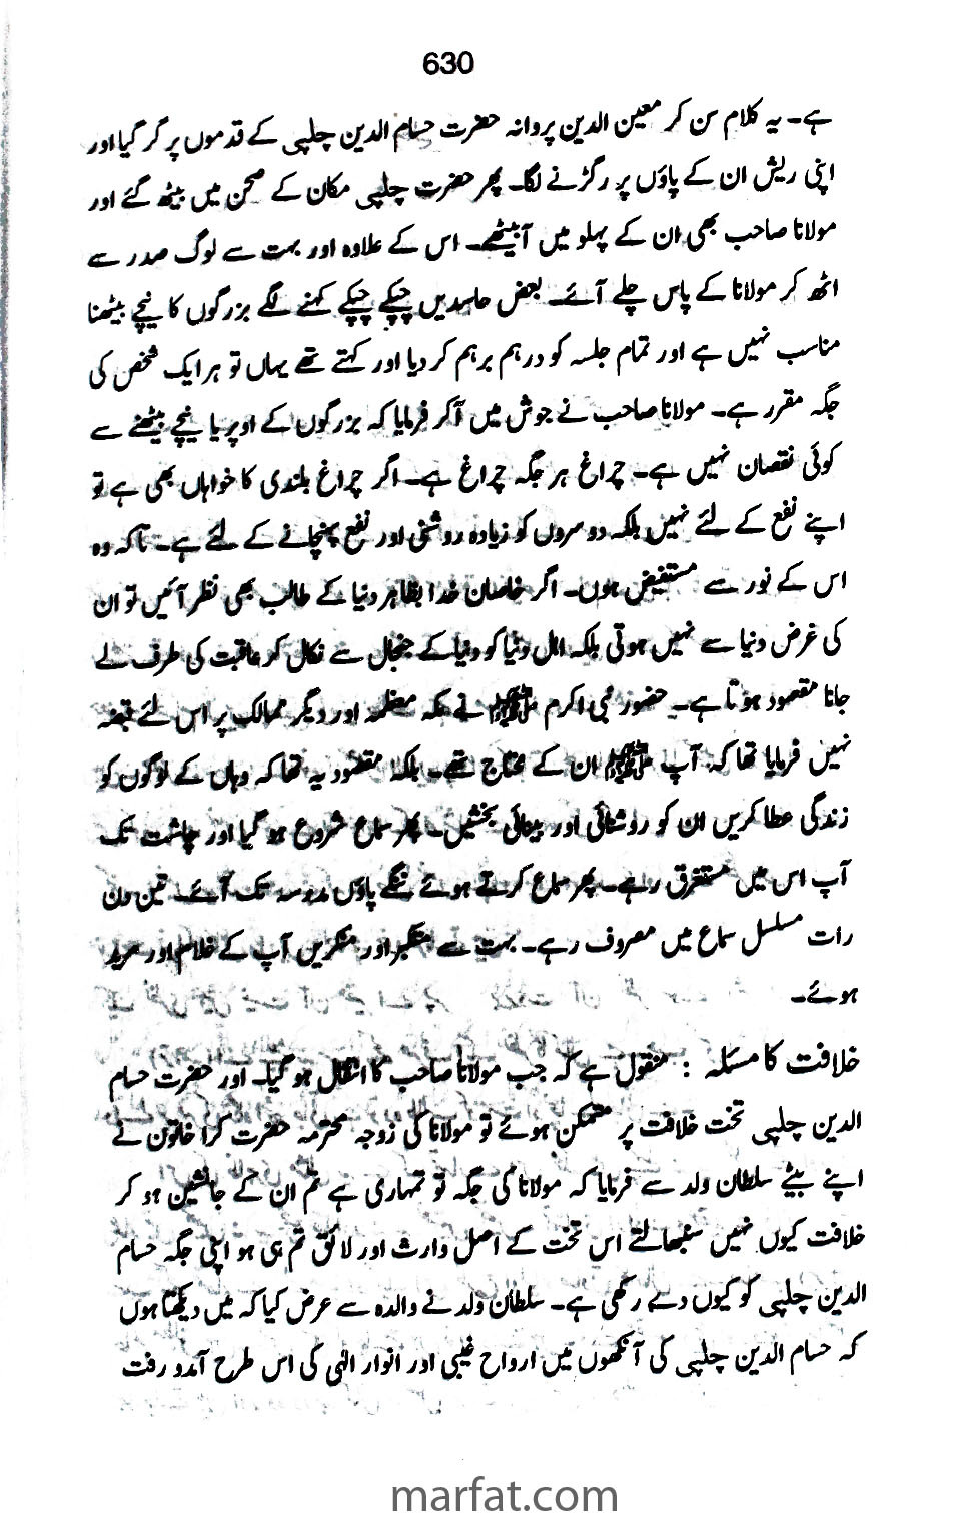 630
ہے۔ یہ کلام سن کر معین الدین پروانہ حضرت حسام الدین چلپی کے قدموں پر گر گیا اور
اپنی ریش ان کے پاؤں پر رگڑنے لگا۔ پھر حضرت چلپی مکان کے صحن میں بیٹھ گئے اور
مولانا صاحب بھی ان کے پہلو میں آبیٹھے۔ اس کے علاوہ اور بہت سے لوگ صدر سے
اٹھ کر مولانا کے پاس چلے آئے۔ بعض حاسدیں چپکے چپکے کہنے لگے بزرگوں کا نیچے بیٹھنا
مناسب نہیں ہے اور تمام جلسہ کو درہم برہم کر دیا اور کہتے تھے یہاں تو ہر ایک شخص کی
جگہ مقرر ہے۔ مولانا صاحب نے جوش میں آکر فرمایا کہ بزرگوں کے اوپر یا نیچے بیٹھنے سے
کوئی نقصان نہیں ہے۔ چراغ ہر جگہ چراغ ہے۔ اگر چراغ بلندی کا خواہاں بھی ہے تو
اپنے نفع کے لئے نہیں بلکہ دوسروں کو زیادہ روشنی اور نفع پہنچانے کے لئے ہے۔ تاکہ وہ
اس کے نور سے مستفیض ہوں۔ اگر خاصان خدا بظاہر دنیا کے طالب بھی نظر آئیں تو ان
کی غرض دنیا سے نہیں ہوتی بلکہ اہل دنیا کو دنیا کے جنجال سے نکال کر عاقبت کی طرف لے
جانا مقصود ہوتا ہے۔ حضور نبی اکرم ﷺ نے مکہ معظمہ اور دیگر ممالک پر اس لئے قبضہ
نہیں فرمایا تھا کہ آپ ﷺ ان کے محتاج تھے۔ بلکہ مقصود یہ تھا کہ وہاں کے لوگوں کو
زندگی عطا کریں ان کو روشنائی اور بینائی بخشیں۔ پھر سماع شروع ہو گیا اور چاشت تک
آپ اس میں مستغرق رہے۔ پھر سماع کرتے ہوئے ننگے پاؤں مدرسہ تک آئے۔ تین دن
رات مسلسل سماع میں مصروف رہے۔ بہت سے متکبر اور منکریں آپ کے غلام اور مرید
ہوئے۔
خلافت کا مسئلہ : منقول ہے کہ جب مولانا صاحب کا انتقال ہو گیا۔ اور حضرت حسام
الدین چلپی تخت خلافت پر متمکن ہوئے تو مولانا کی زوجہ محترمہ حضرت کرا خاتون نے
اپنے بیٹے سلطان ولد سے فرمایا کہ مولانا کی جگہ تو تمہاری ہے تم ان کے جانشین ہو کر
خلافت کیوں نہیں سنبھالتے اس تخت کے اصل وارث اور لائق تم ہی ہو اپنی جگہ حسام
الدین چلپی کو کیوں دے رکھی ہے۔ سلطان ولد نے والدہ سے عرض کیا کہ میں دیکھتا ہوں
کہ حسام الدین چلپی کی آنکھوں میں ارواح غیبی اور انوار الٰہی کی اس طرح آمد و رفت
marfat.com